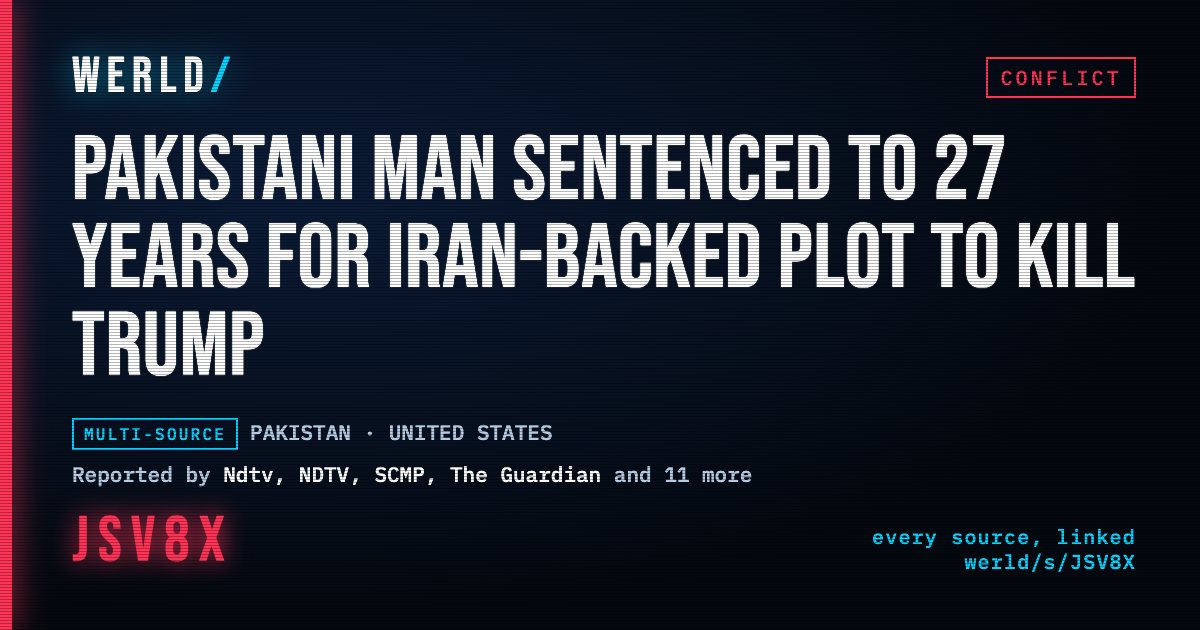 WERLD/
CONFLICT
PAKISTANI MAN SENTENCED TO 27
YEARS FOR IRAN-BACKED PLOT TO KILL
TRUMP
MULTI-SOURCE PAKISTAN · UNITED STATES
Reported by Ndtv, NDTV, SCMP, The Guardian and 11 more
JSV8X
every source, linked
werld/s/JSV8X